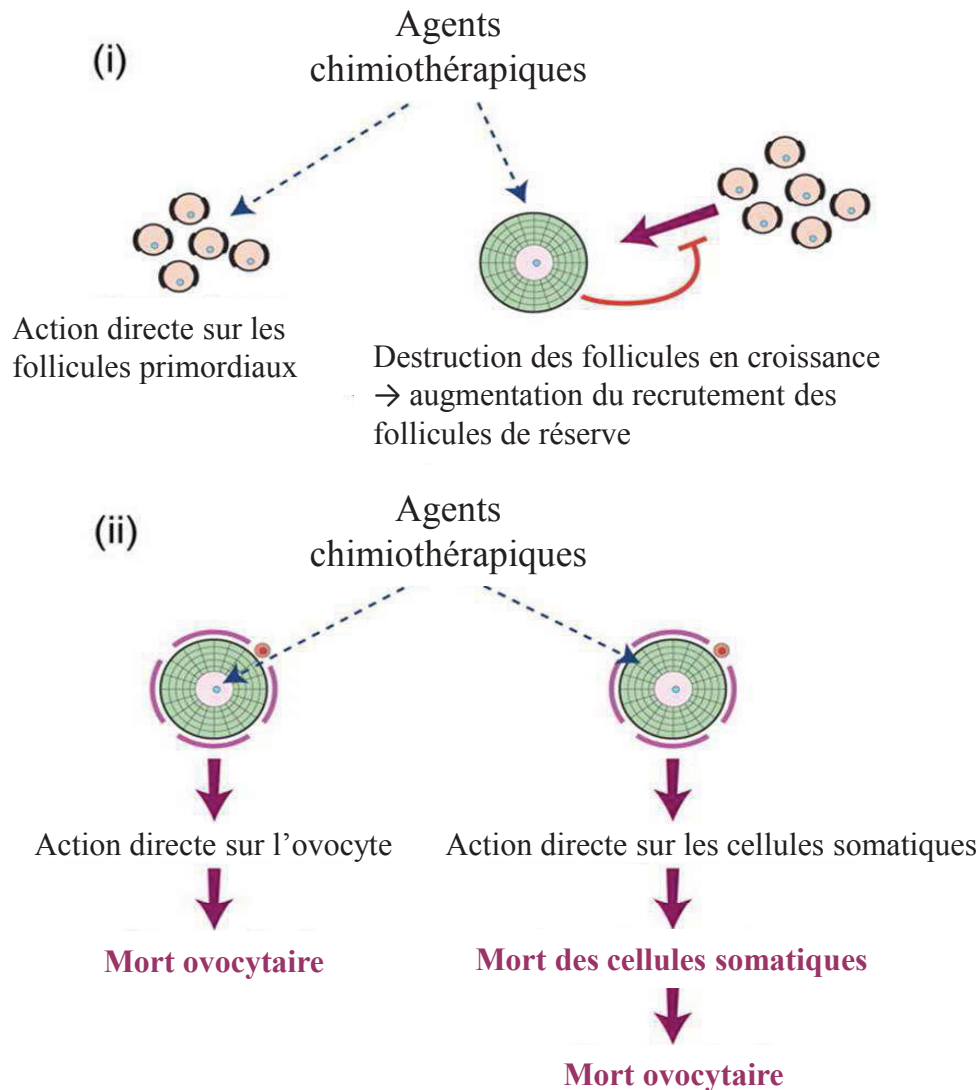 (i)
Agents
chimiothérapiques
Action directe sur les
follicules primordiaux
Destruction des follicules en croissance
→ augmentation du recrutement des
follicules de réserve
(ii)
Agents
chimiothérapiques
Action directe sur l’ovocyte
Mort ovocytaire
Action directe sur les cellules somatiques
Mort des cellules somatiques
Mort ovocytaire